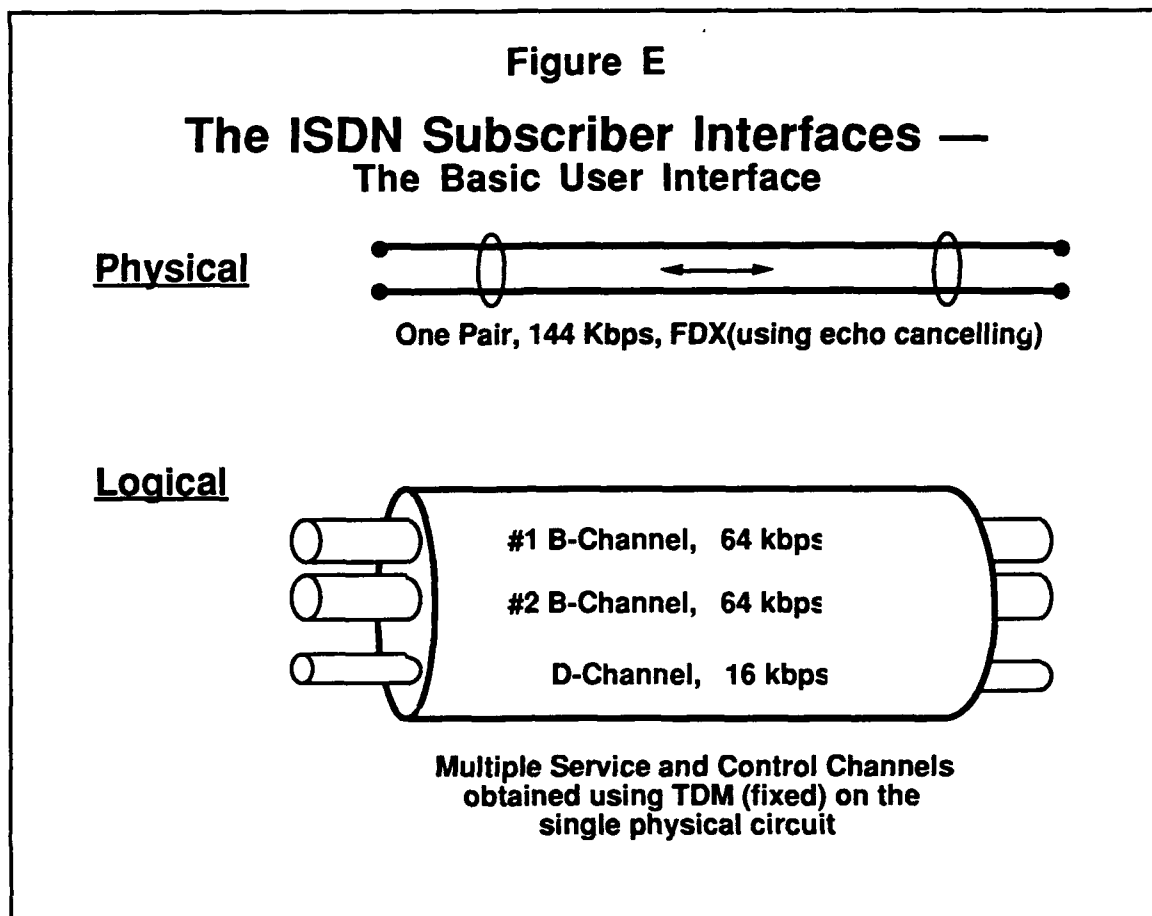 Figure E
The ISDN Subscriber Interfaces —
The Basic User Interface
Physical
One Pair, 144 Kbps, FDX(using echo cancelling)
Logical
#1 B-Channel, 64 kbps
#2 B-Channel, 64 kbps
D-Channel, 16 kbps
Multiple Service and Control Channels
obtained using TDM (fixed) on the
single physical circuit